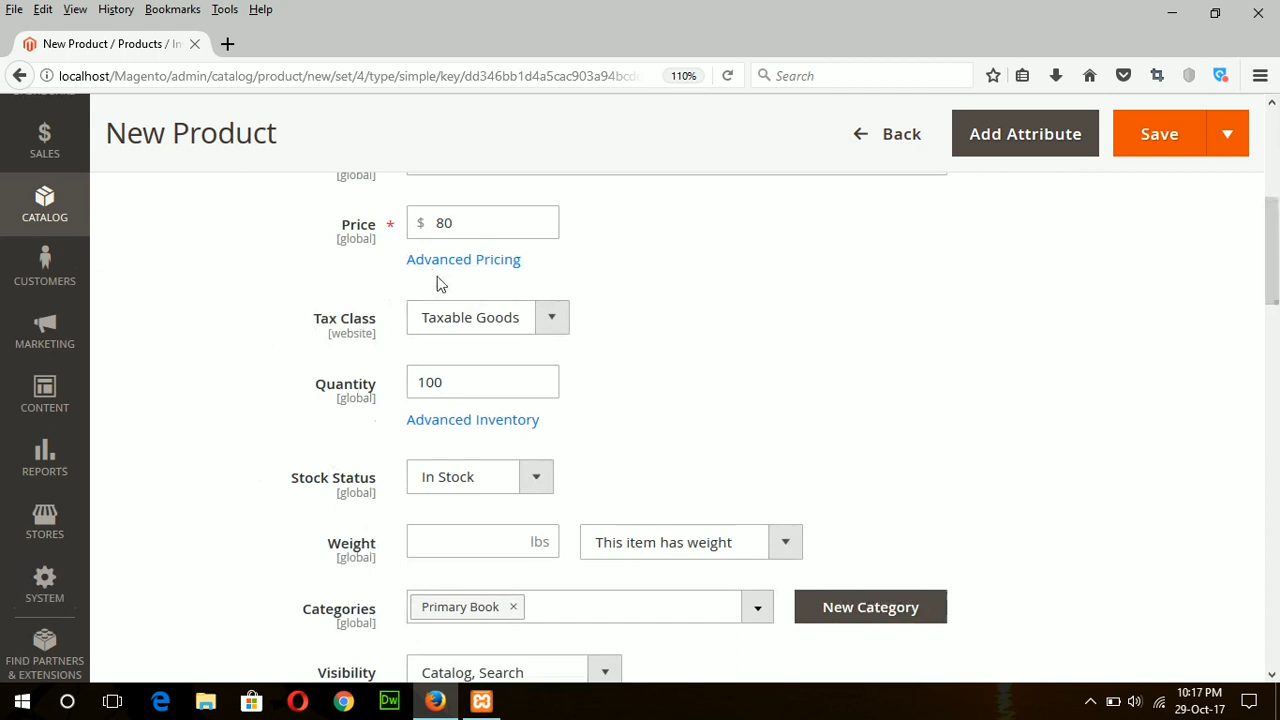 File Edit View History Bookmarks Tools Help
New Product / Products / In
localhost/Magento/admin/catalog/product/new/set/4/type/simple/key/dd346bb1d4a5cac903a94bcdc 110% Search
New Product Back Add Attribute Save
SALES
CATALOG
CUSTOMERS
MARKETING
CONTENT
REPORTS
STORES
SYSTEM
FIND PARTNERS
& EXTENSIONS
[global]
Price * $ 80
[global]
Advanced Pricing
Tax Class Taxable Goods
[website]
Quantity 100
[global]
Advanced Inventory
Stock Status In Stock
[global]
Weight lbs This item has weight
[global]
Categories Primary Book × New Category
[global]
Visibility Catalog, Search
Dw
10:17 PM
29-Oct-17